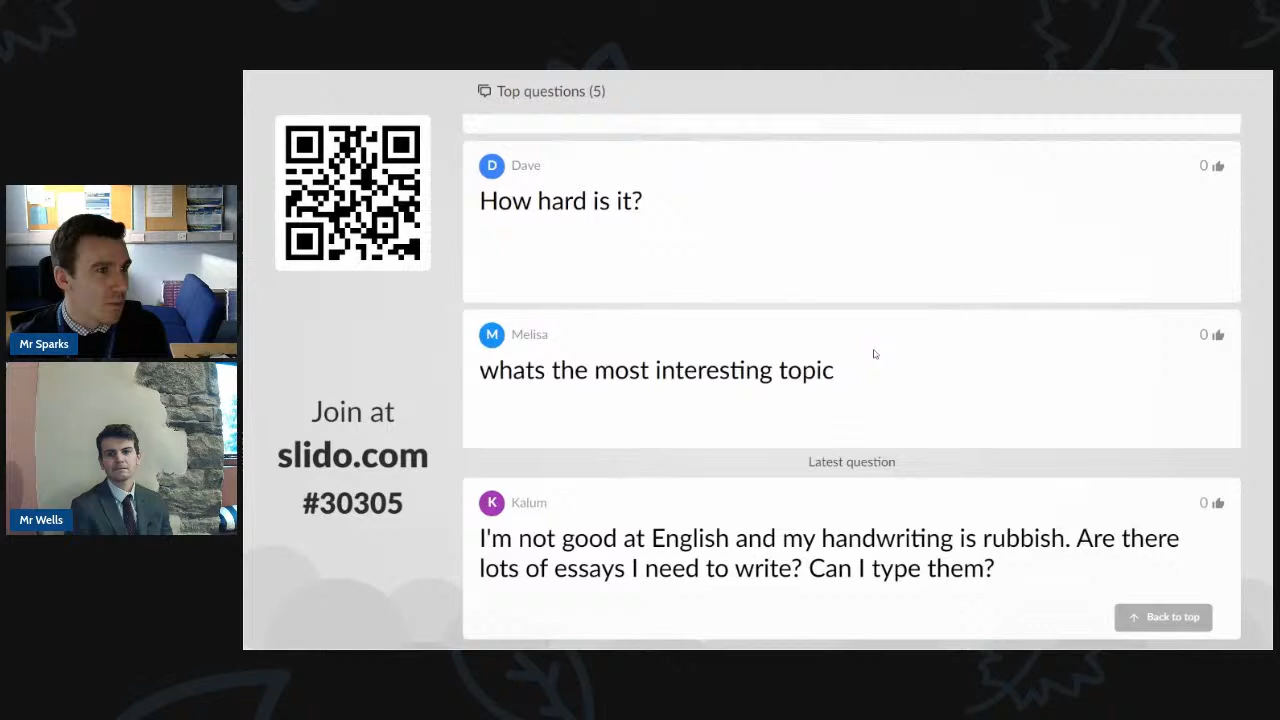 Top questions (5)
D Dave 0
How hard is it?
M Melisa 0
whats the most interesting topic
Latest question
K Kalum 0
I'm not good at English and my handwriting is rubbish. Are there
lots of essays I need to write? Can I type them?
Back to top
Join at
slido.com
#30305
Mr Sparks
Mr Wells